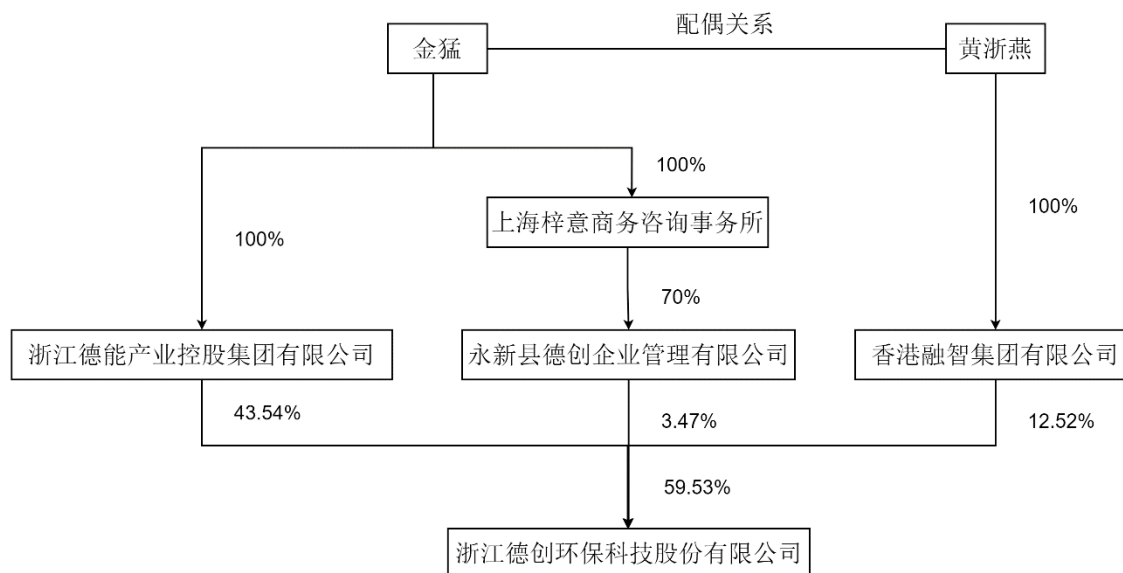 配偶关系
金猛
黄浙燕
100%
上海梓意商务咨询事务所
100%
100%
70%
浙江德能产业控股集团有限公司
永新县德创企业管理有限公司
香港融智集团有限公司
43.54%
3.47%
12.52%
59.53%
浙江德创环保科技股份有限公司